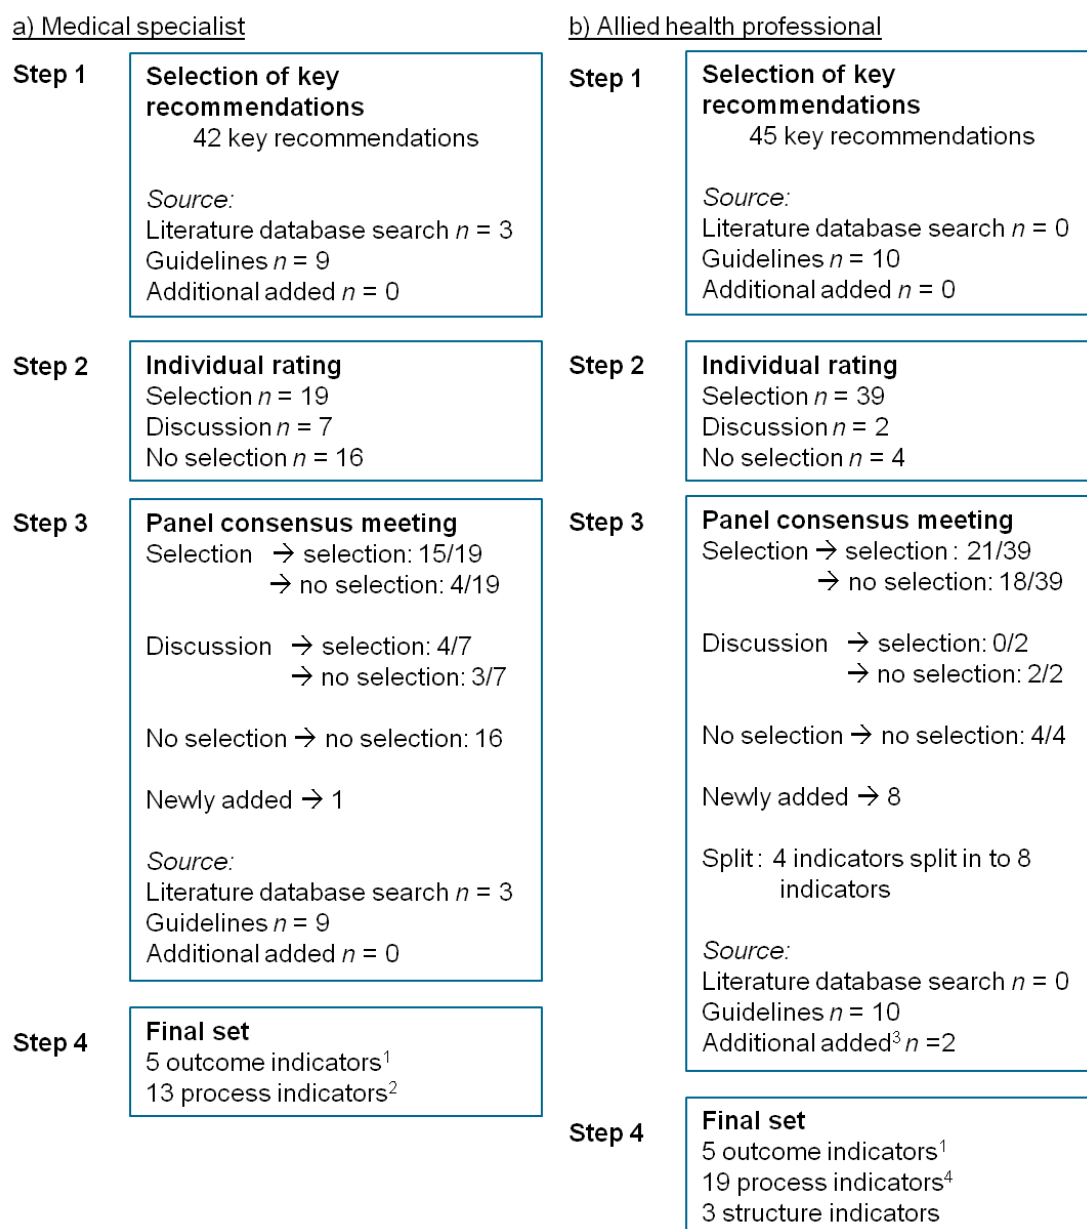 a) Medical specialist
Step 1
Selection of key
recommendations
42 key recommendations
Source:
Literature database search n = 3
Guidelines n = 9
Additional added n = 0
Step 2
Individual rating
Selection n = 19
Discussion n = 7
No selection n = 16
Step 3
Panel consensus meeting
Selection → selection: 15/19
→ no selection: 4/19
Discussion → selection: 4/7
→ no selection: 3/7
No selection → no selection: 16
Newly added → 1
Source:
Literature database search n = 3
Guidelines n = 9
Additional added n = 0
Step 4
Final set
5 outcome indicators¹
13 process indicators²
b) Allied health professional
Step 1
Selection of key
recommendations
45 key recommendations
Source:
Literature database search n = 0
Guidelines n = 10
Additional added n = 0
Step 2
Individual rating
Selection n = 39
Discussion n = 2
No selection n = 4
Step 3
Panel consensus meeting
Selection → selection : 21/39
→ no selection: 18/39
Discussion → selection: 0/2
→ no selection: 2/2
No selection → no selection: 4/4
Newly added → 8
Split : 4 indicators split in to 8
indicators
Source:
Literature database search n = 0
Guidelines n = 10
Additional added³ n =2
Step 4
Final set
5 outcome indicators¹
19 process indicators⁴
3 structure indicators